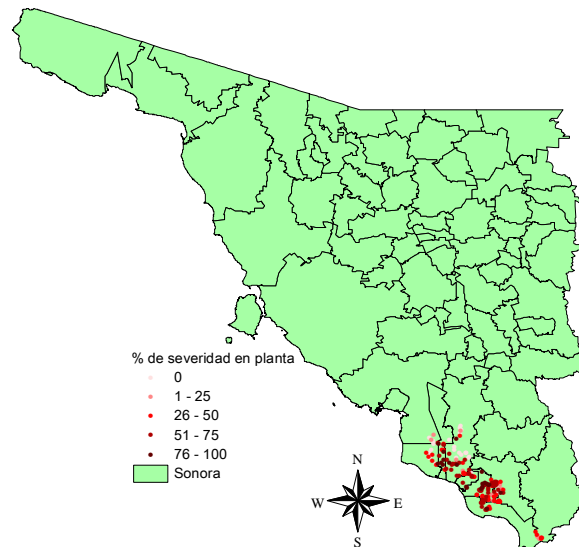 % de severidad en planta
0
1 - 25
26 - 50
51 - 75
76 - 100
Sonora
N
W E
S